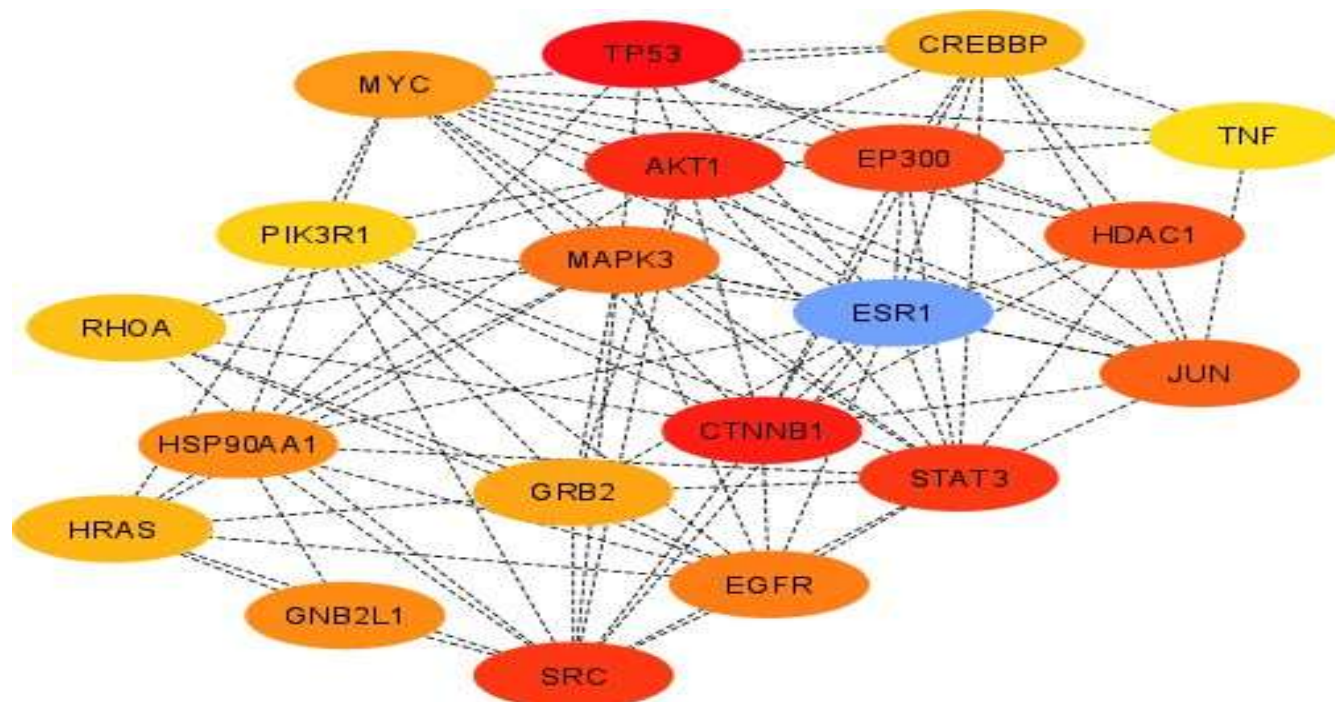 TP53
CREBBP
MYC
TNF
AKT1
EP300
PIK3R1
HDAC1
MAPK3
RHOA
ESR1
JUN
CTNNB1
HSP90AA1
STAT3
GRB2
HRAS
EGFR
GNB2L1
SRC